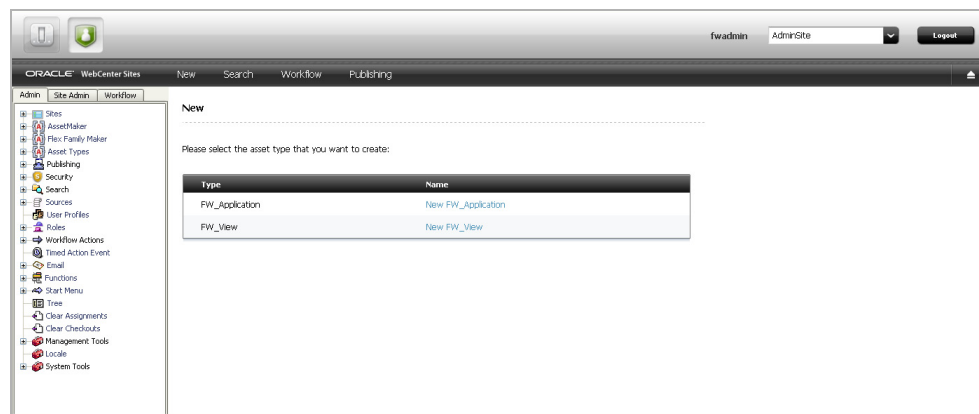 fwadmin AdminSite Logout
ORACLE WebCenter Sites New Search Workflow Publishing
Admin Site Admin Workflow
New
Sites
AssetMaker
Flex Family Maker
Asset Types
Publishing
Security
Search
Sources
User Profiles
Roles
Workflow Actions
Timed Action Event
Email
Functions
Start Menu
Tree
Clear Assignments
Clear Checkouts
Management Tools
Locale
System Tools
Please select the asset type that you want to create:
Type Name
FW_Application New FW_Application
FW_View New FW_View